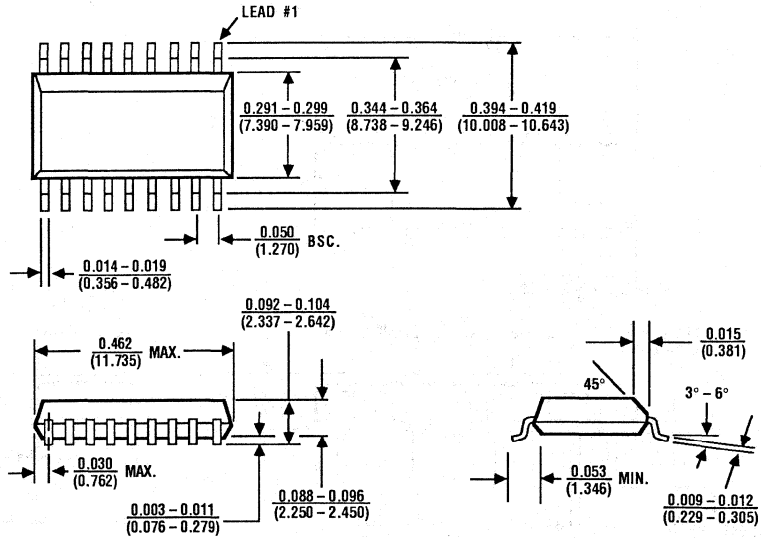 LEAD #1
0.291 – 0.299
(7.390 – 7.959)
0.344 – 0.364
(8.738 – 9.246)
0.394 – 0.419
(10.008 – 10.643)
0.050
(1.270)
BSC.
0.014 – 0.019
(0.356 – 0.482)
0.092 – 0.104
(2.337 – 2.642)
0.462
(11.735)
MAX.
0.015
(0.381)
45°
3° – 6°
0.030
(0.762)
MAX.
0.053
(1.346)
MIN.
0.003 – 0.011
(0.076 – 0.279)
0.088 – 0.096
(2.250 – 2.450)
0.009 – 0.012
(0.229 – 0.305)